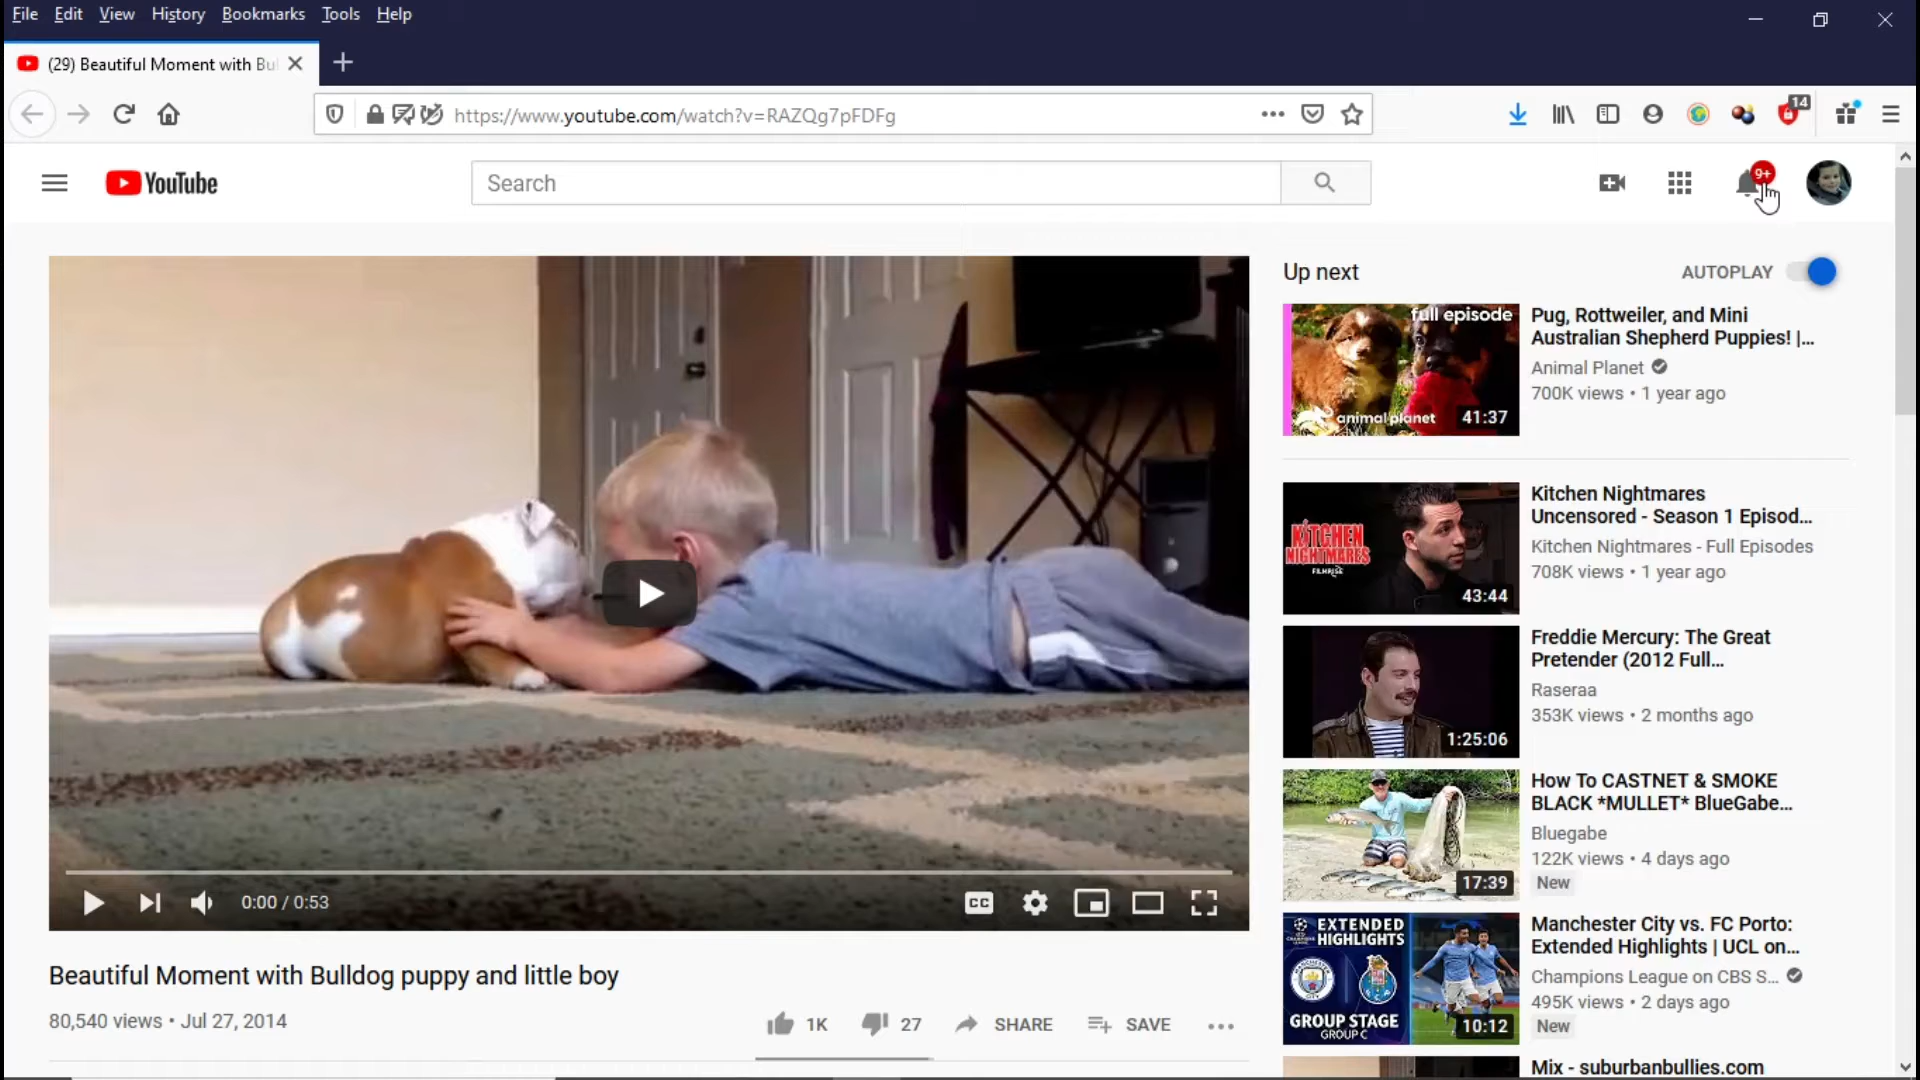 File Edit View History Bookmarks Tools Help
(29) Beautiful Moment with Bul
https://www.youtube.com/watch?v=RAZQg7pFDFg
14
YouTube
Search
9+
Up next
AUTOPLAY
full episode
animal planet
41:37
Pug, Rottweiler, and Mini
Australian Shepherd Puppies! |...
Animal Planet
700K views • 1 year ago
KITCHEN
NIGHTMARES
FILMRISE
43:44
Kitchen Nightmares
Uncensored - Season 1 Episod...
Kitchen Nightmares - Full Episodes
708K views • 1 year ago
1:25:06
Freddie Mercury: The Great
Pretender (2012 Full...
Raseraa
353K views • 2 months ago
17:39
How To CASTNET & SMOKE
BLACK *MULLET* BlueGabe...
Bluegabe
122K views • 4 days ago
New
EXTENDED
HIGHLIGHTS
GROUP STAGE
GROUP C
10:12
Manchester City vs. FC Porto:
Extended Highlights | UCL on...
Champions League on CBS S...
495K views • 2 days ago
New
Mix - suburbanbullies.com
0:00 / 0:53
CC
Beautiful Moment with Bulldog puppy and little boy
80,540 views • Jul 27, 2014
1K
27
SHARE
SAVE